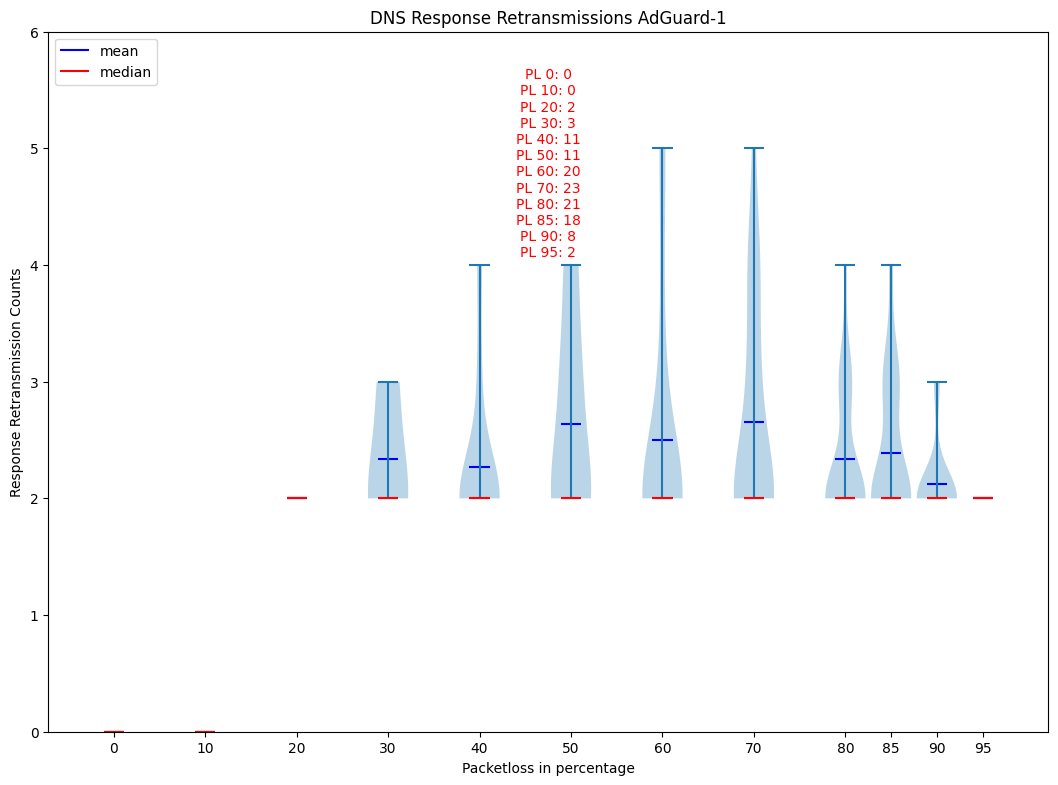 DNS Response Retransmissions AdGuard-1
mean
median
PL 0: 0
PL 10: 0
PL 20: 2
PL 30: 3
PL 40: 11
PL 50: 11
PL 60: 20
PL 70: 23
PL 80: 21
PL 85: 18
PL 90: 8
PL 95: 2
Response Retransmission Counts
6
5
4
3
2
1
0
0 10 20 30 40 50 60 70 80 85 90 95
Packetloss in percentage